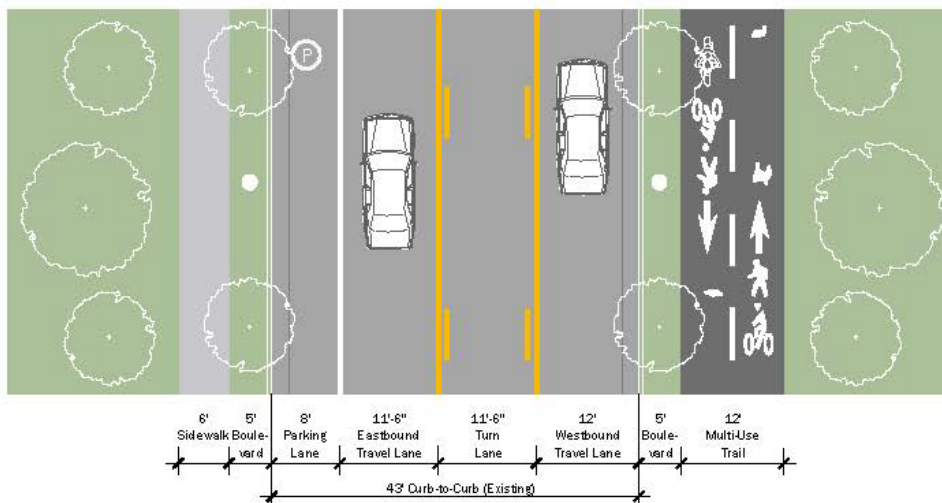 P
6' 5' 8' 11'-6" 11'-6" 12' 5' 12'
Sidewalk Boule- Parking Eastbound Turn Westbound Boule- Multi-Use
vard Lane Travel Lane Lane Travel Lane vard Trail
43' Curb-to-Curb (Existing)